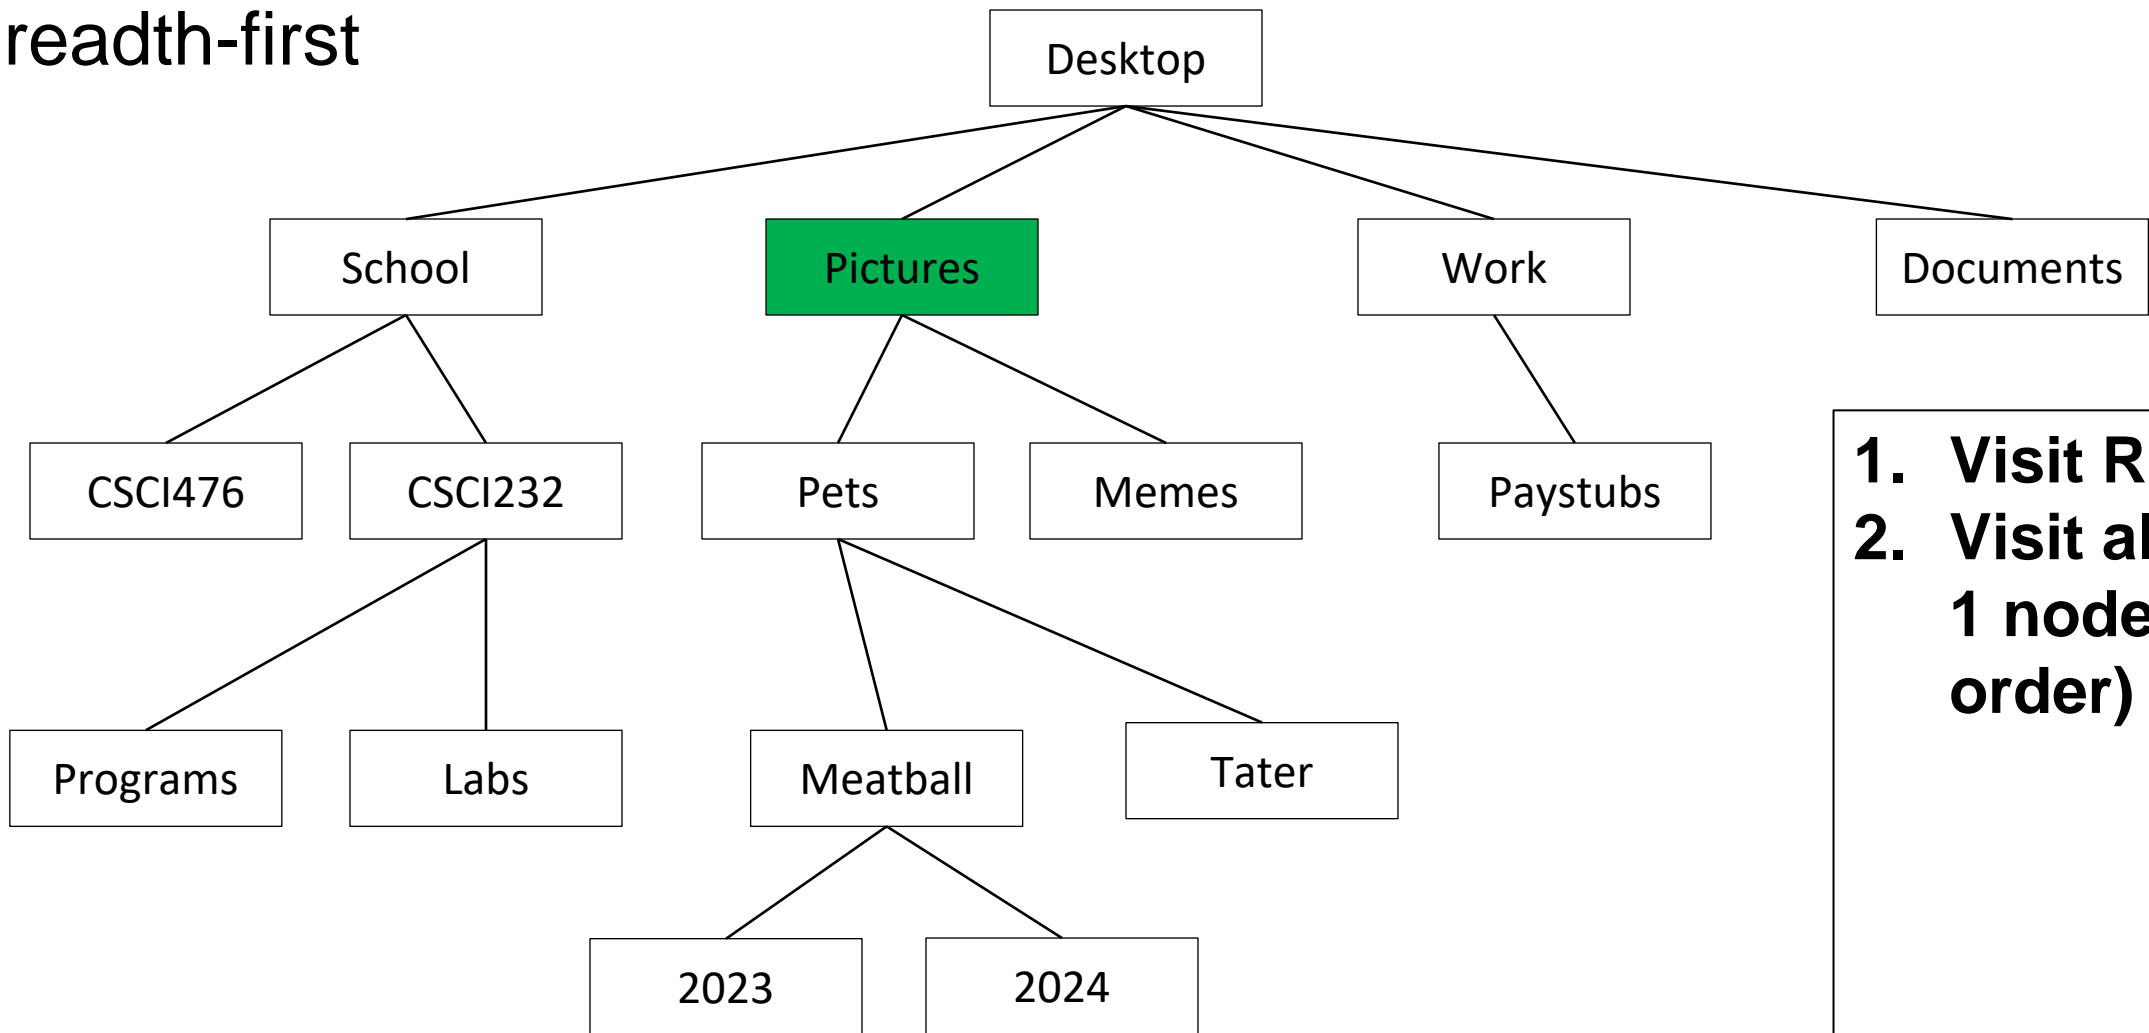 readth-first
Desktop
School
Pictures
Work
Documents
CSCI476
CSCI232
Pets
Memes
Paystubs
1. Visit R
2. Visit al
1 node
order)
Programs
Labs
Meatball
Tater
2023
2024